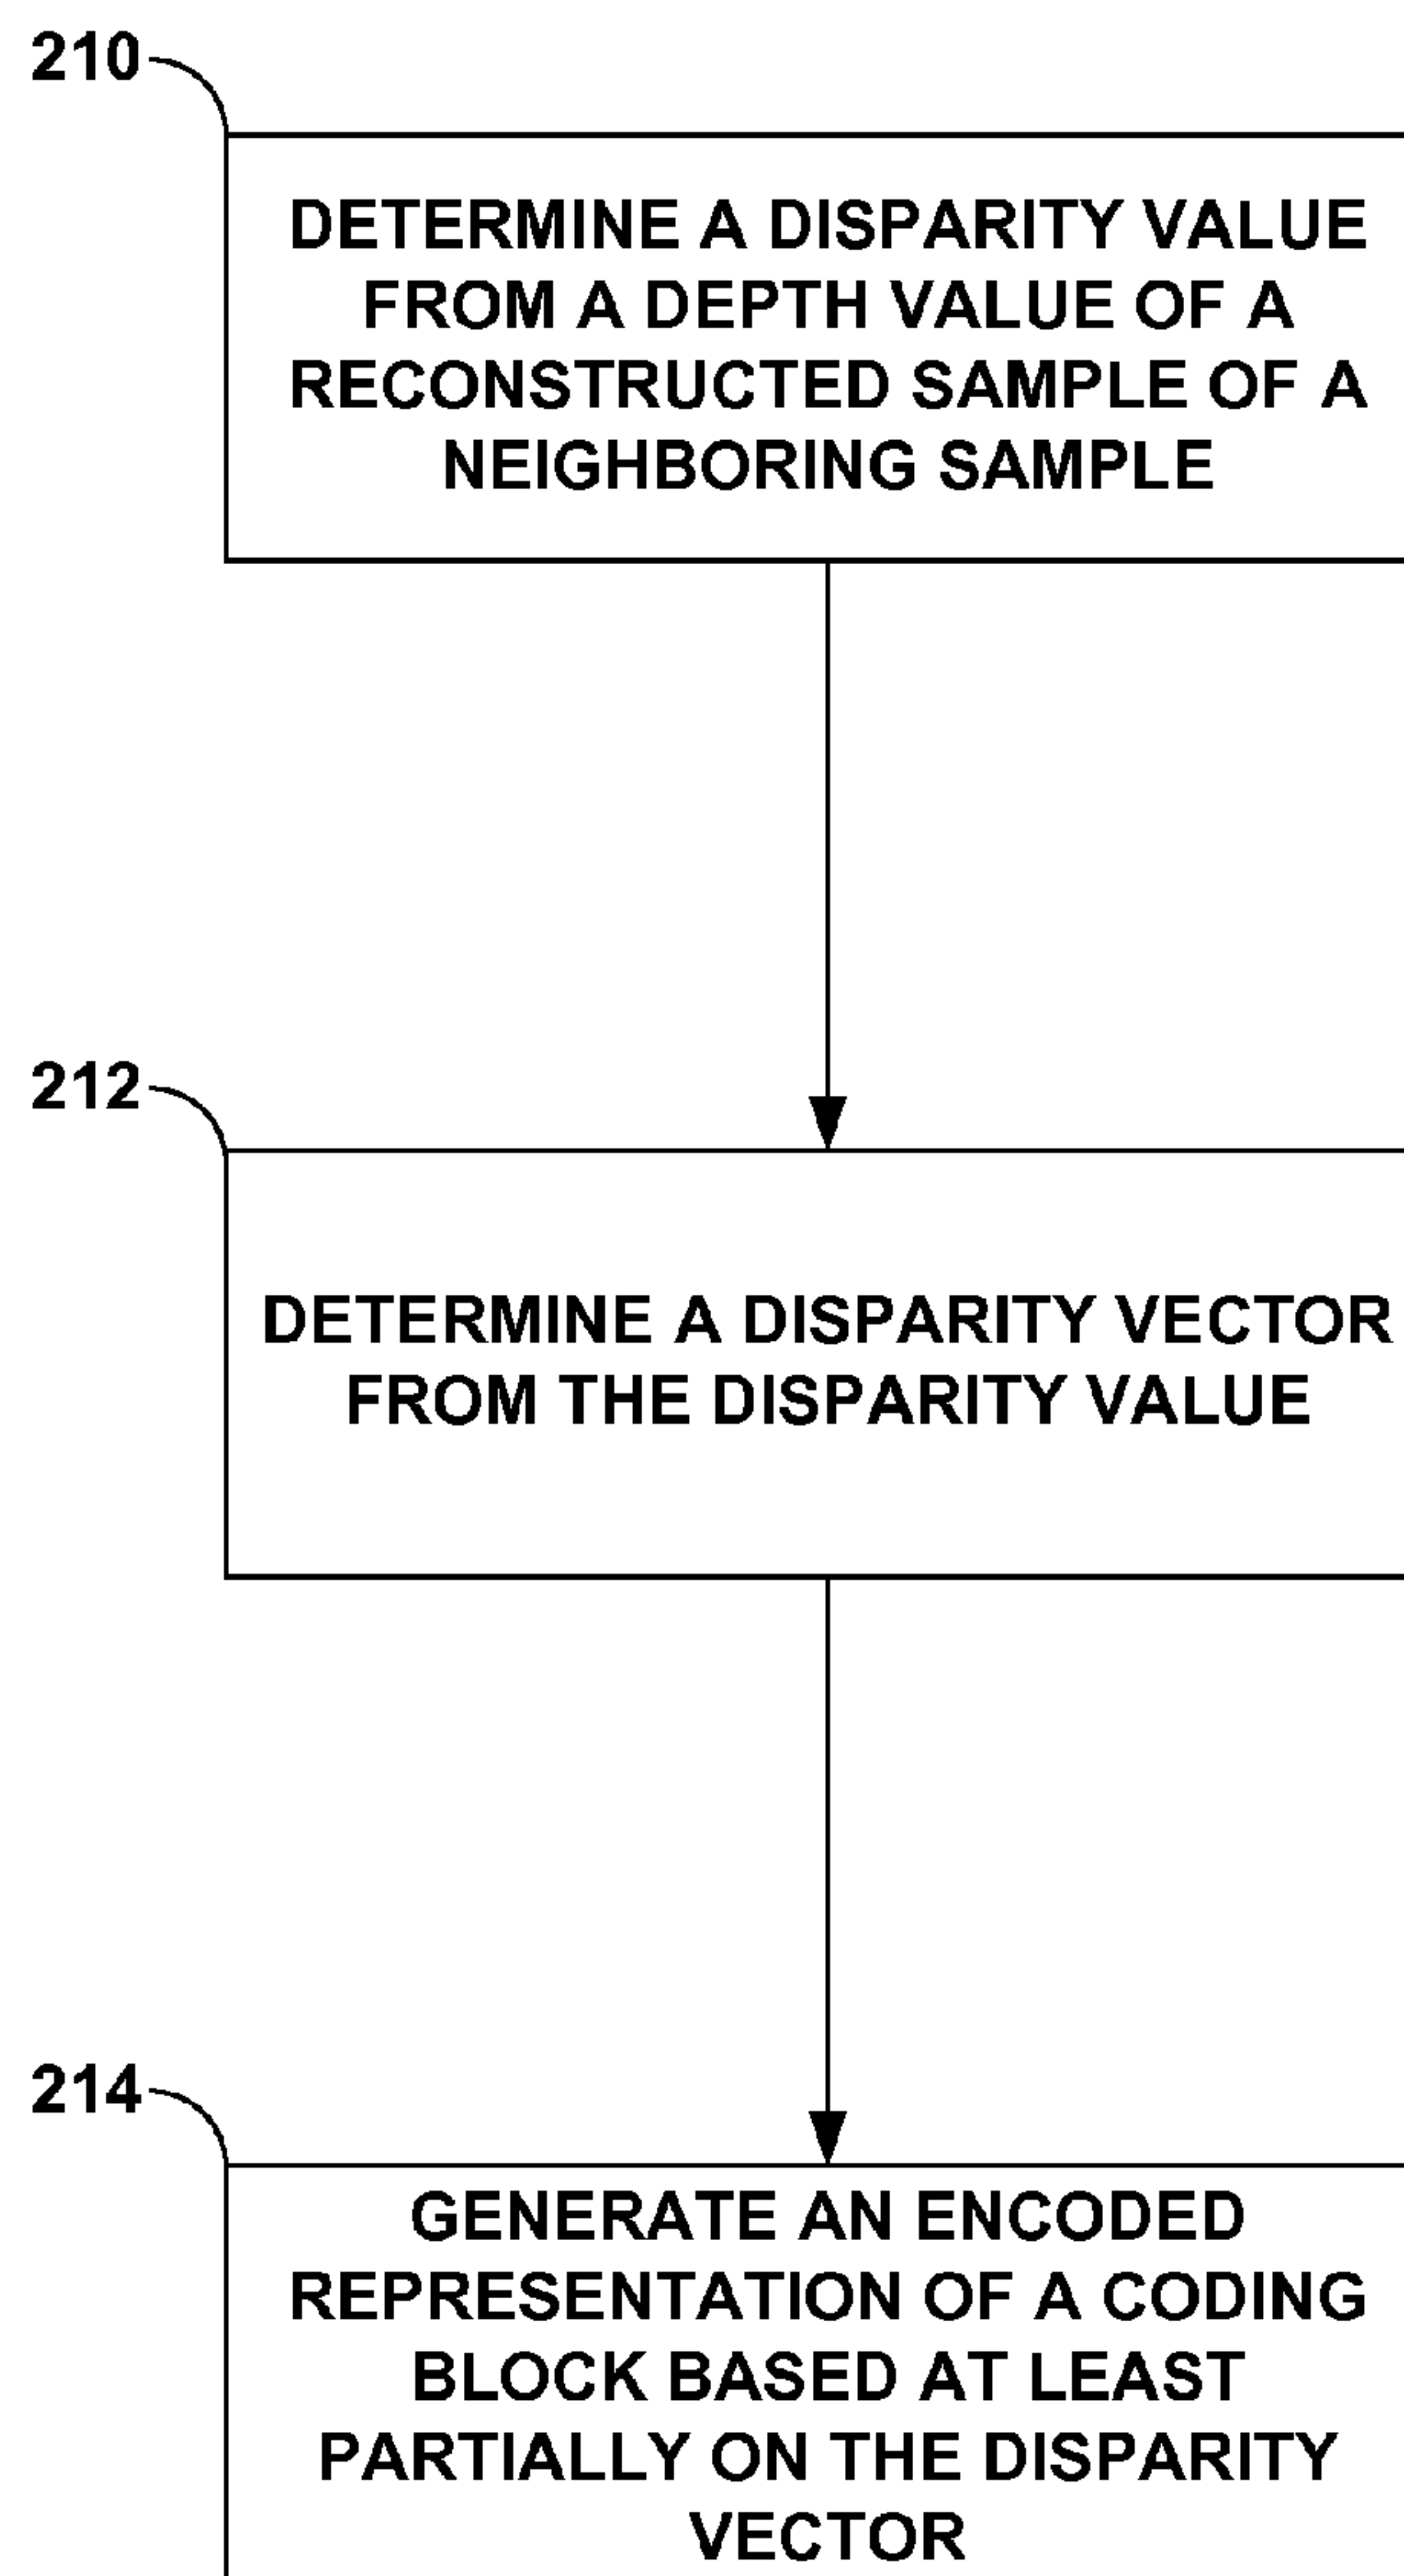 210
DETERMINE A DISPARITY VALUE
FROM A DEPTH VALUE OF A
RECONSTRUCTED SAMPLE OF A
NEIGHBORING SAMPLE
212
DETERMINE A DISPARITY VECTOR
FROM THE DISPARITY VALUE
214
GENERATE AN ENCODED
REPRESENTATION OF A CODING
BLOCK BASED AT LEAST
PARTIALLY ON THE DISPARITY
VECTOR